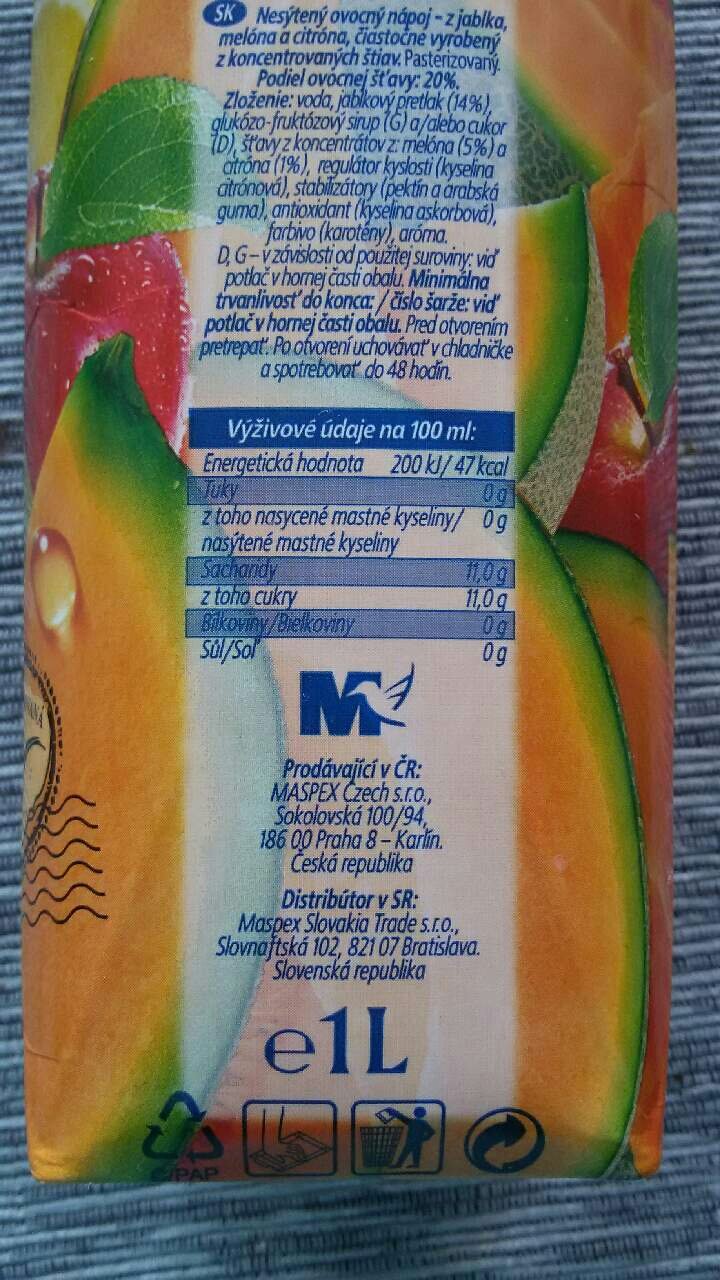 SK Nesýtený ovocný nápoj - z jablka,
melóna a citróna, čiastočne vyrobený
z koncentrovaných štiav. Pasterizovaný.
Podiel ovocnej šťavy: 20%.
Zloženie: voda, jablkový pretlak (14%),
glukózo-fruktózový sirup (G) a/alebo cukor
(D), šťavy z koncentrátov z: melóna (5%) a
citróna (1%), regulátor kyslosti (kyselina
citrónová), stabilizátory (pektín a arabská
guma), antioxidant (kyselina askorbová),
farbivo (karotény), aróma.
D, G – v závislosti od použitej suroviny: viď
potlač v hornej časti obalu. Minimálna
trvanlivosť do konca: / číslo šarže: viď
potlač v hornej časti obalu. Pred otvorením
pretrepať. Po otvorení uchovávať v chladničke
a spotrebovať do 48 hodín.
Výživové údaje na 100 ml:
Energetická hodnota 200 kJ/ 47 kcal
Tuky 0 g
z toho nasycené mastné kyseliny/ 0 g
nasýtené mastné kyseliny
Sacharidy 11,0 g
z toho cukry 11,0 g
Bílkoviny/Bielkoviny 0 g
Sůl/Soľ 0 g
M
Prodávající v ČR:
MASPEX Czech s.r.o.,
Sokolovská 100/94,
186 00 Praha 8 – Karlín.
Česká republika
Distribútor v SR:
Maspex Slovakia Trade s.r.o.,
Slovnaftská 102, 821 07 Bratislava.
Slovenská republika
e1L
C/PAP